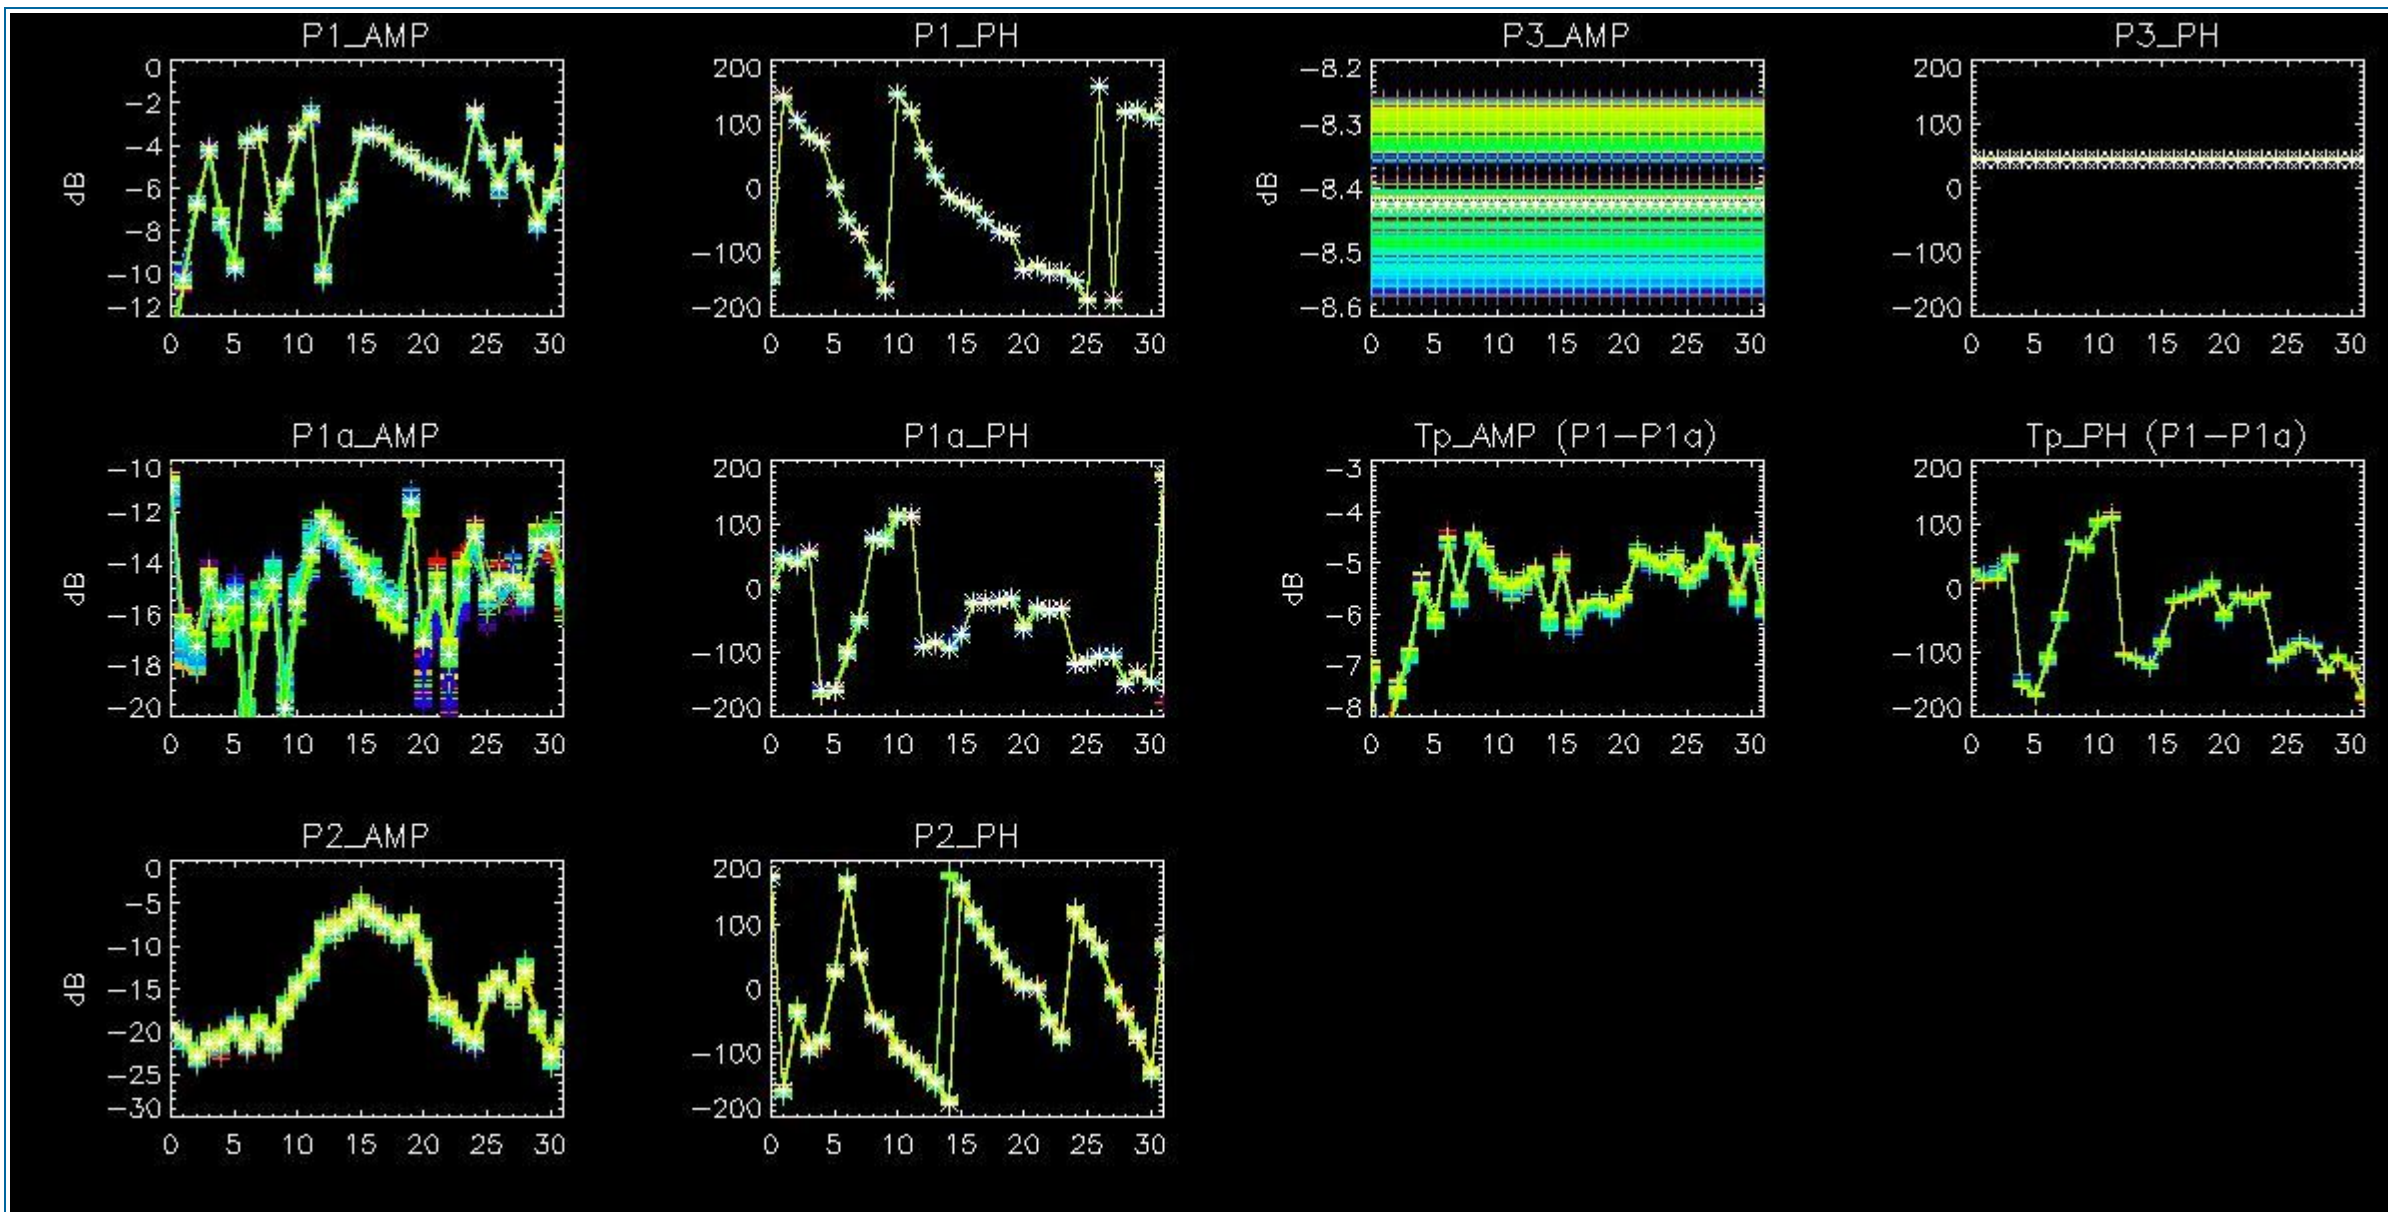 P1_AMP P1_PH P3_AMP P3_PH
0 200 -8.2 200
-2 100 -8.3 100
-4 0 -8.4 0
-6 -100 -8.5 -100
-8 -200 -8.6 -200
-10
-12
dB dB
0 5 10 15 20 25 30 0 5 10 15 20 25 30 0 5 10 15 20 25 30 0 5 10 15 20 25 30
P1a_AMP P1a_PH Tp_AMP (P1-P1a) Tp_PH (P1-P1a)
-10 200 -3 200
-12 100 -4 100
-14 0 -5 0
-16 -100 -6 -100
-18 -200 -7 -200
-20 -8
dB dB
0 5 10 15 20 25 30 0 5 10 15 20 25 30 0 5 10 15 20 25 30 0 5 10 15 20 25 30
P2_AMP P2_PH
0 200
-5 100
-10 0
-15 -100
-20 -200
-25
-30
dB
0 5 10 15 20 25 30 0 5 10 15 20 25 30